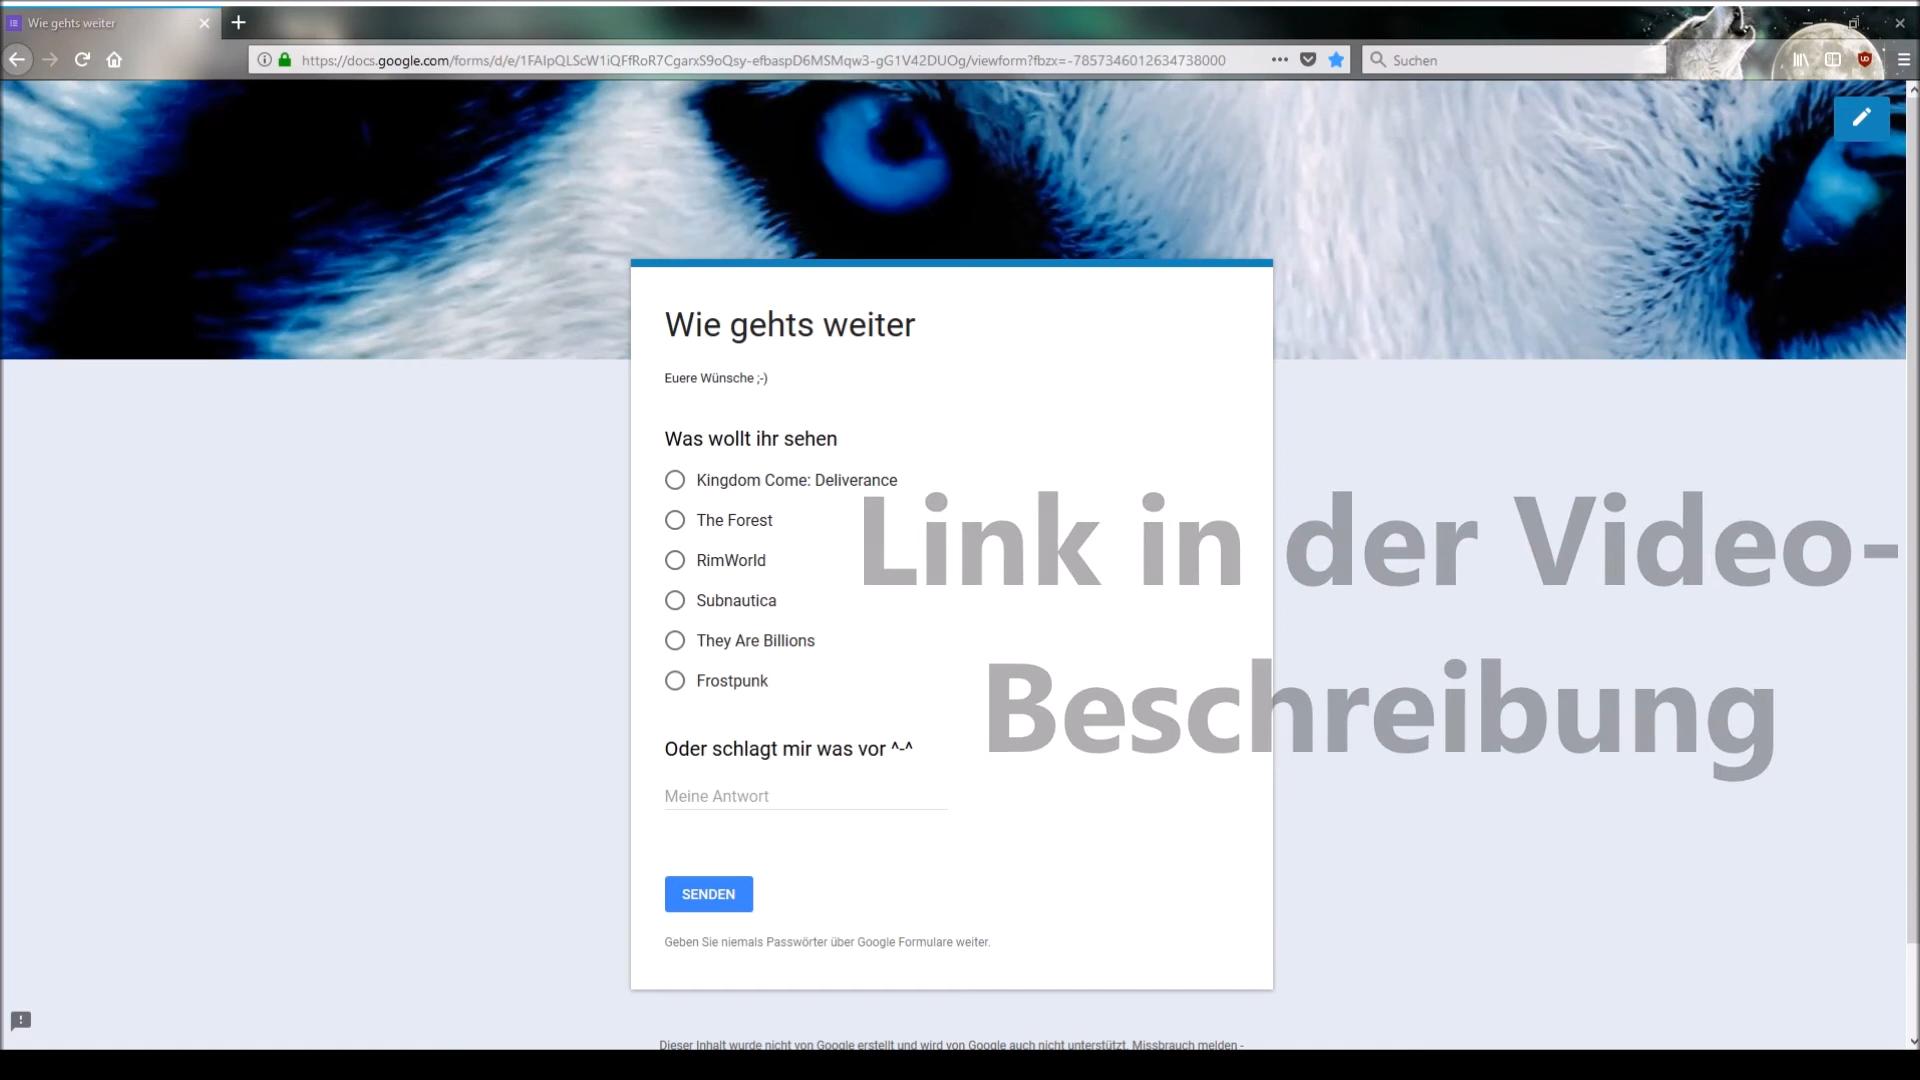 Wie gehts weiter
https://docs.google.com/forms/d/e/1FAIpQLScW1iQFfRoR7CgarxS9oQsy-efbaspD6MSMqw3-gG1V42DUOg/viewform?fbzx=-7857346012634738000
Suchen
Wie gehts weiter
Euere Wünsche ;-)
Was wollt ihr sehen
Kingdom Come: Deliverance
The Forest
RimWorld
Subnautica
They Are Billions
Frostpunk
Link in der Video-
Beschreibung
Oder schlagt mir was vor ^-^
Meine Antwort
SENDEN
Geben Sie niemals Passwörter über Google Formulare weiter.
Dieser Inhalt wurde nicht von Google erstellt und wird von Google auch nicht unterstützt. Missbrauch melden -